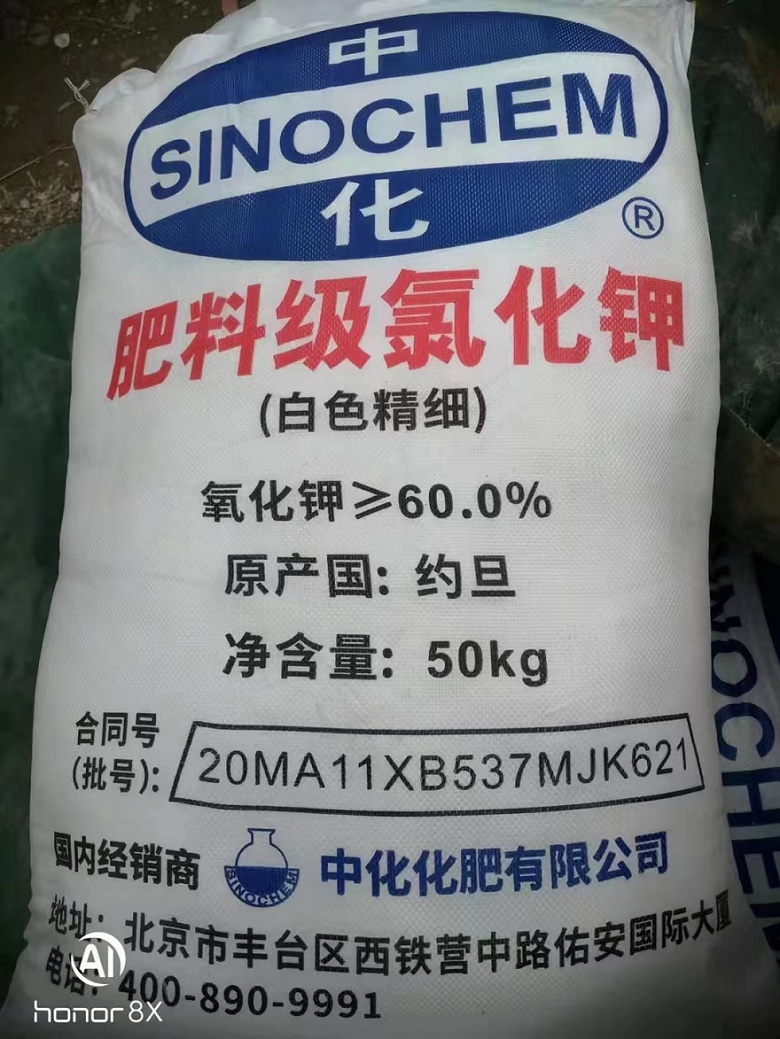 中
SINOCHEM
化
®
肥料级氯化钾
(白色精细)
氧化钾≥60.0%
原产国: 约旦
净含量: 50kg
合同号
(批号):
20MA11XB537MJK621
国内经销商
SINOCHEM
中化化肥有限公司
地址: 北京市丰台区西铁营中路佑安国际大厦
电话: 400-890-9991
AI
honor 8X
INOCHEM